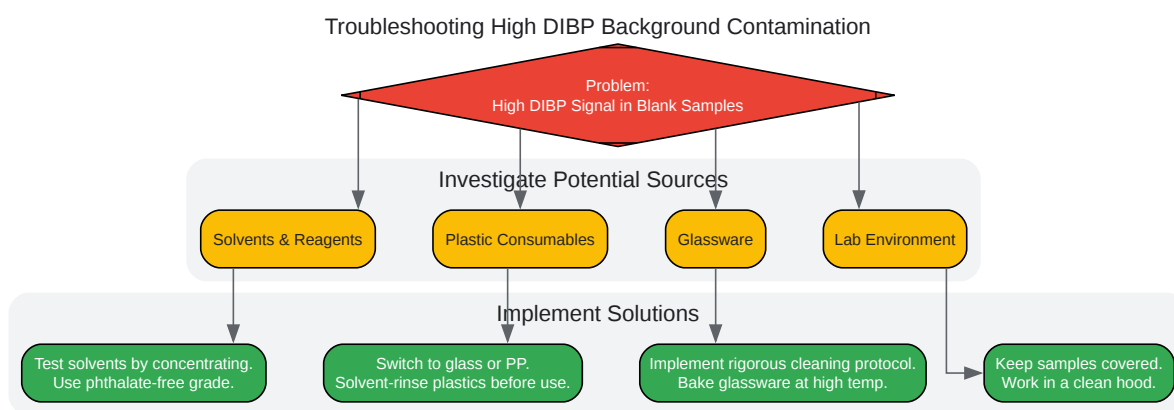 Troubleshooting High DIBP Background Contamination
Problem:
High DIBP Signal in Blank Samples
Investigate Potential Sources
Solvents & Reagents
Plastic Consumables
Glassware
Lab Environment
Implement Solutions
Test solvents by concentrating.
Use phthalate-free grade.
Switch to glass or PP.
Solvent-rinse plastics before use.
Implement rigorous cleaning protocol.
Bake glassware at high temp.
Keep samples covered.
Work in a clean hood.